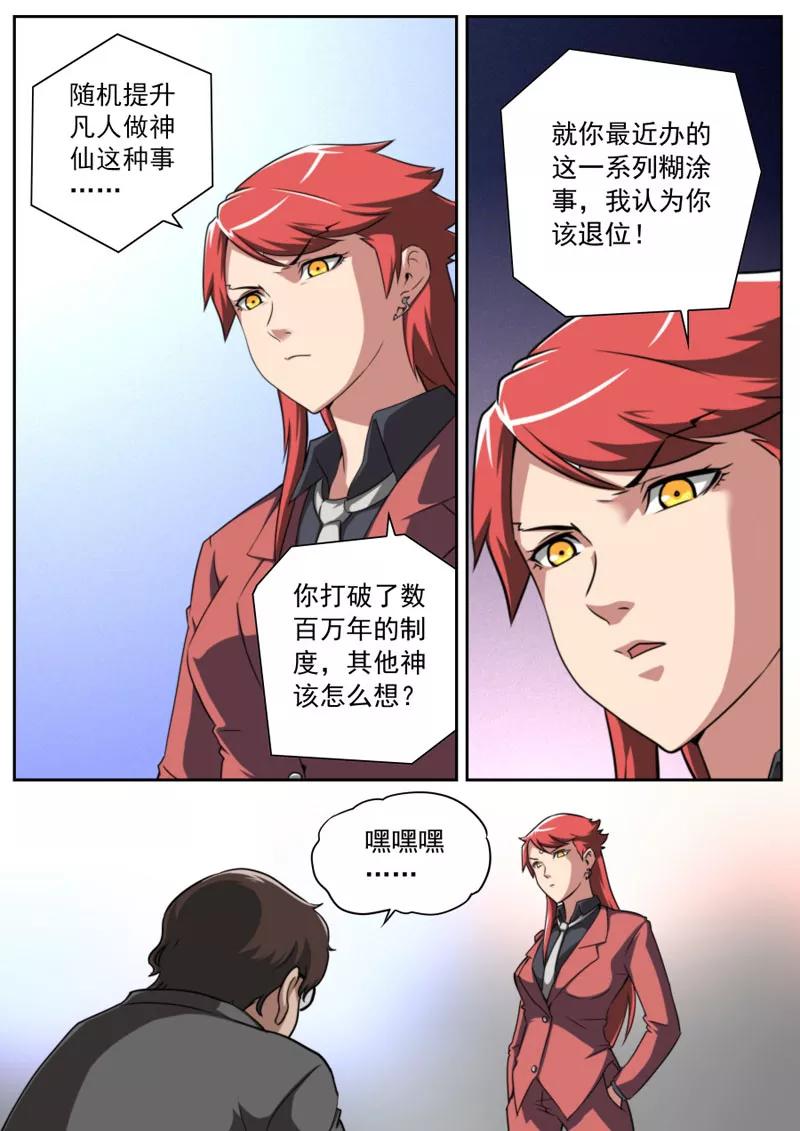 随机提升
凡人做神
仙这种事
……
你打破了数
百万年的制
度，其他神
该怎么想？
就你最近办的
这一系列糊涂
事，我认为你
该退位！
嘿嘿嘿
……